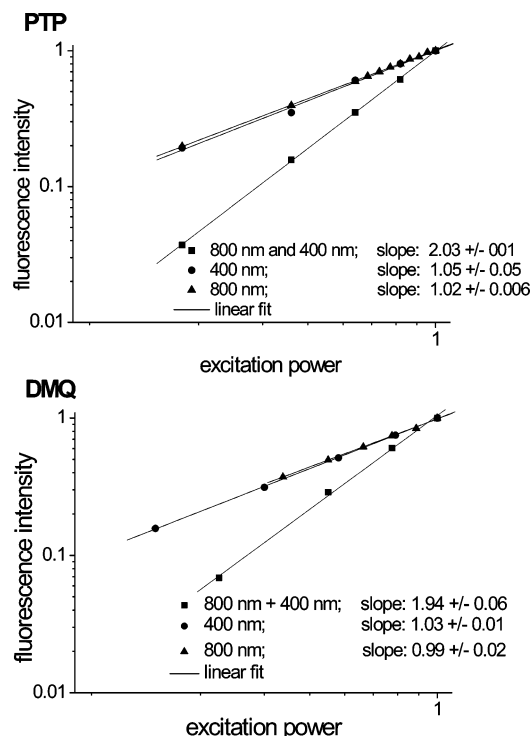 PTP
1
0.1
0.01
fluorescence intensity
800 nm and 400 nm; slope: 2.03 +/- 001
400 nm; slope: 1.05 +/- 0.05
800 nm; slope: 1.02 +/- 0.006
linear fit
1
excitation power
DMQ
1
0.1
0.01
fluorescence intensity
800 nm + 400 nm; slope: 1.94 +/- 0.06
400 nm; slope: 1.03 +/- 0.01
800 nm; slope: 0.99 +/- 0.02
linear fit
1
excitation power